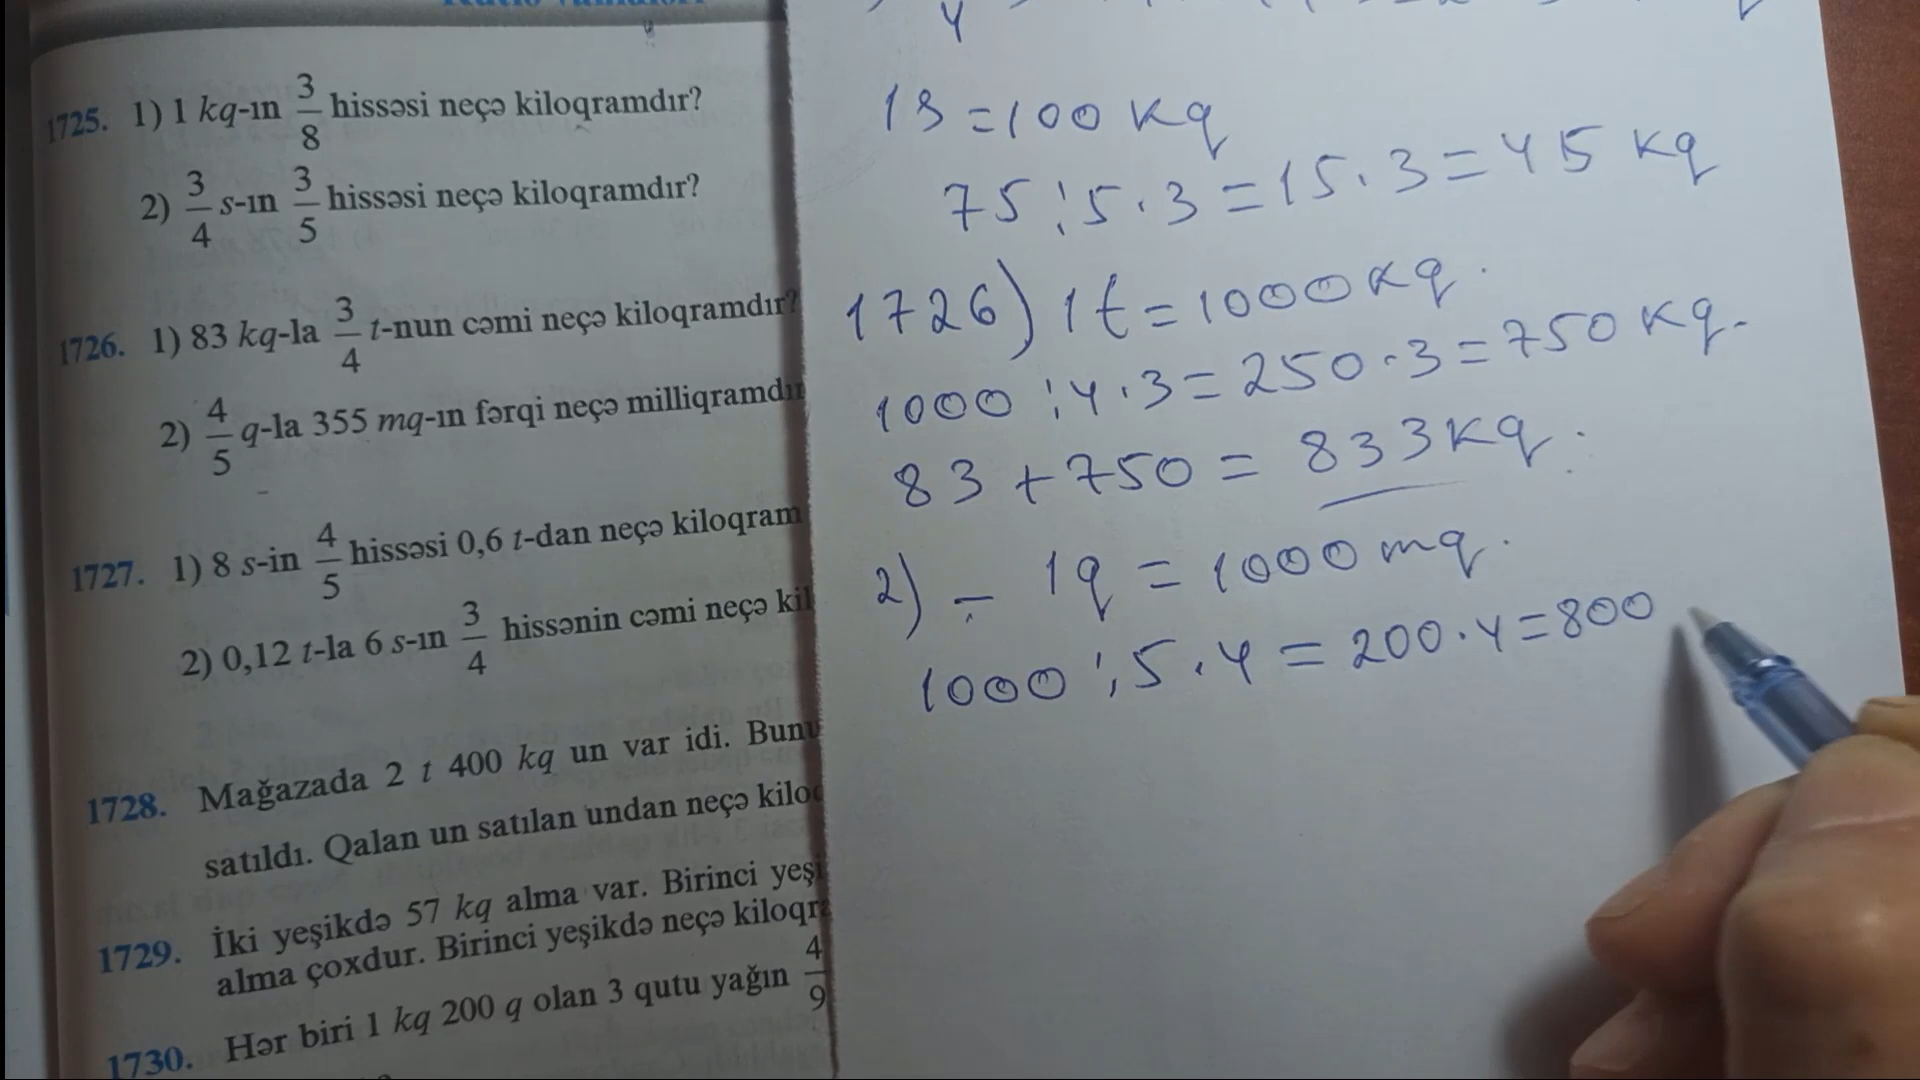 1725. 1) 1 kq-ın 3/8 hissəsi neçə kiloqramdır?
2) 3/4 s-ın 3/5 hissəsi neçə kiloqramdır?
1726. 1) 83 kq-la 3/4 t-nun cəmi neçə kiloqramdır?
2) 4/5 q-la 355 mq-ın fərqi neçə milliqramdır
1727. 1) 8 s-in 4/5 hissəsi 0,6 t-dan neçə kiloqram
2) 0,12 t-la 6 s-ın 3/4 hissənin cəmi neçə kil
1728. Mağazada 2 t 400 kq un var idi. Bunu
satıldı. Qalan un satılan undan neçə kiloq
1729. İki yeşikdə 57 kq alma var. Birinci yeşi
alma çoxdur. Birinci yeşikdə neçə kiloqra
1730. Hər biri 1 kq 200 q olan 3 qutu yağın 4/9
1s = 100 kq
75 : 5 · 3 = 15 · 3 = 45 kq
1726) 1t = 1000 kq.
1000 : 4 · 3 = 250 · 3 = 750 kq.
83 + 750 = 833 kq.
2) - 1q = 1000 mq.
1000 : 5 · 4 = 200 · 4 = 800